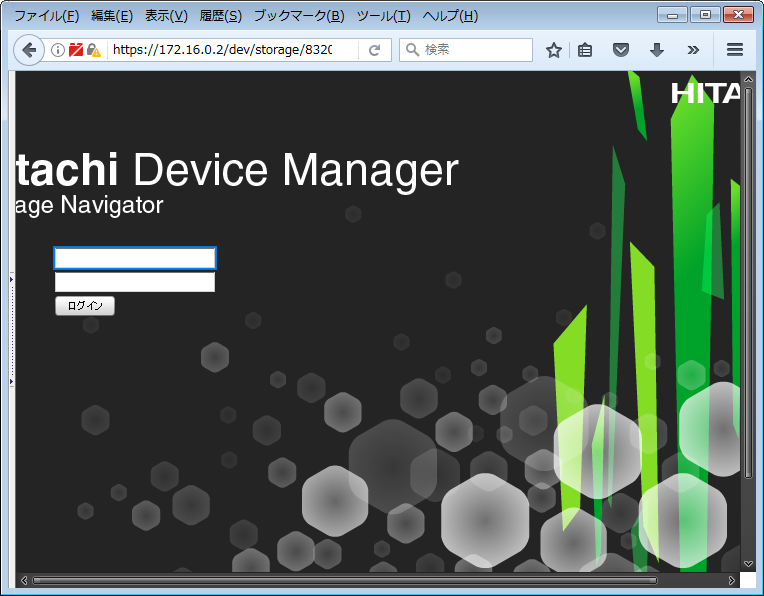 ファイル(F) 編集(E) 表示(V) 履歴(S) ブックマーク(B) ツール(T) ヘルプ(H)
https://172.16.0.2/dev/storage/8320 検索
HITA
tachi Device Manager
age Navigator
ログイン